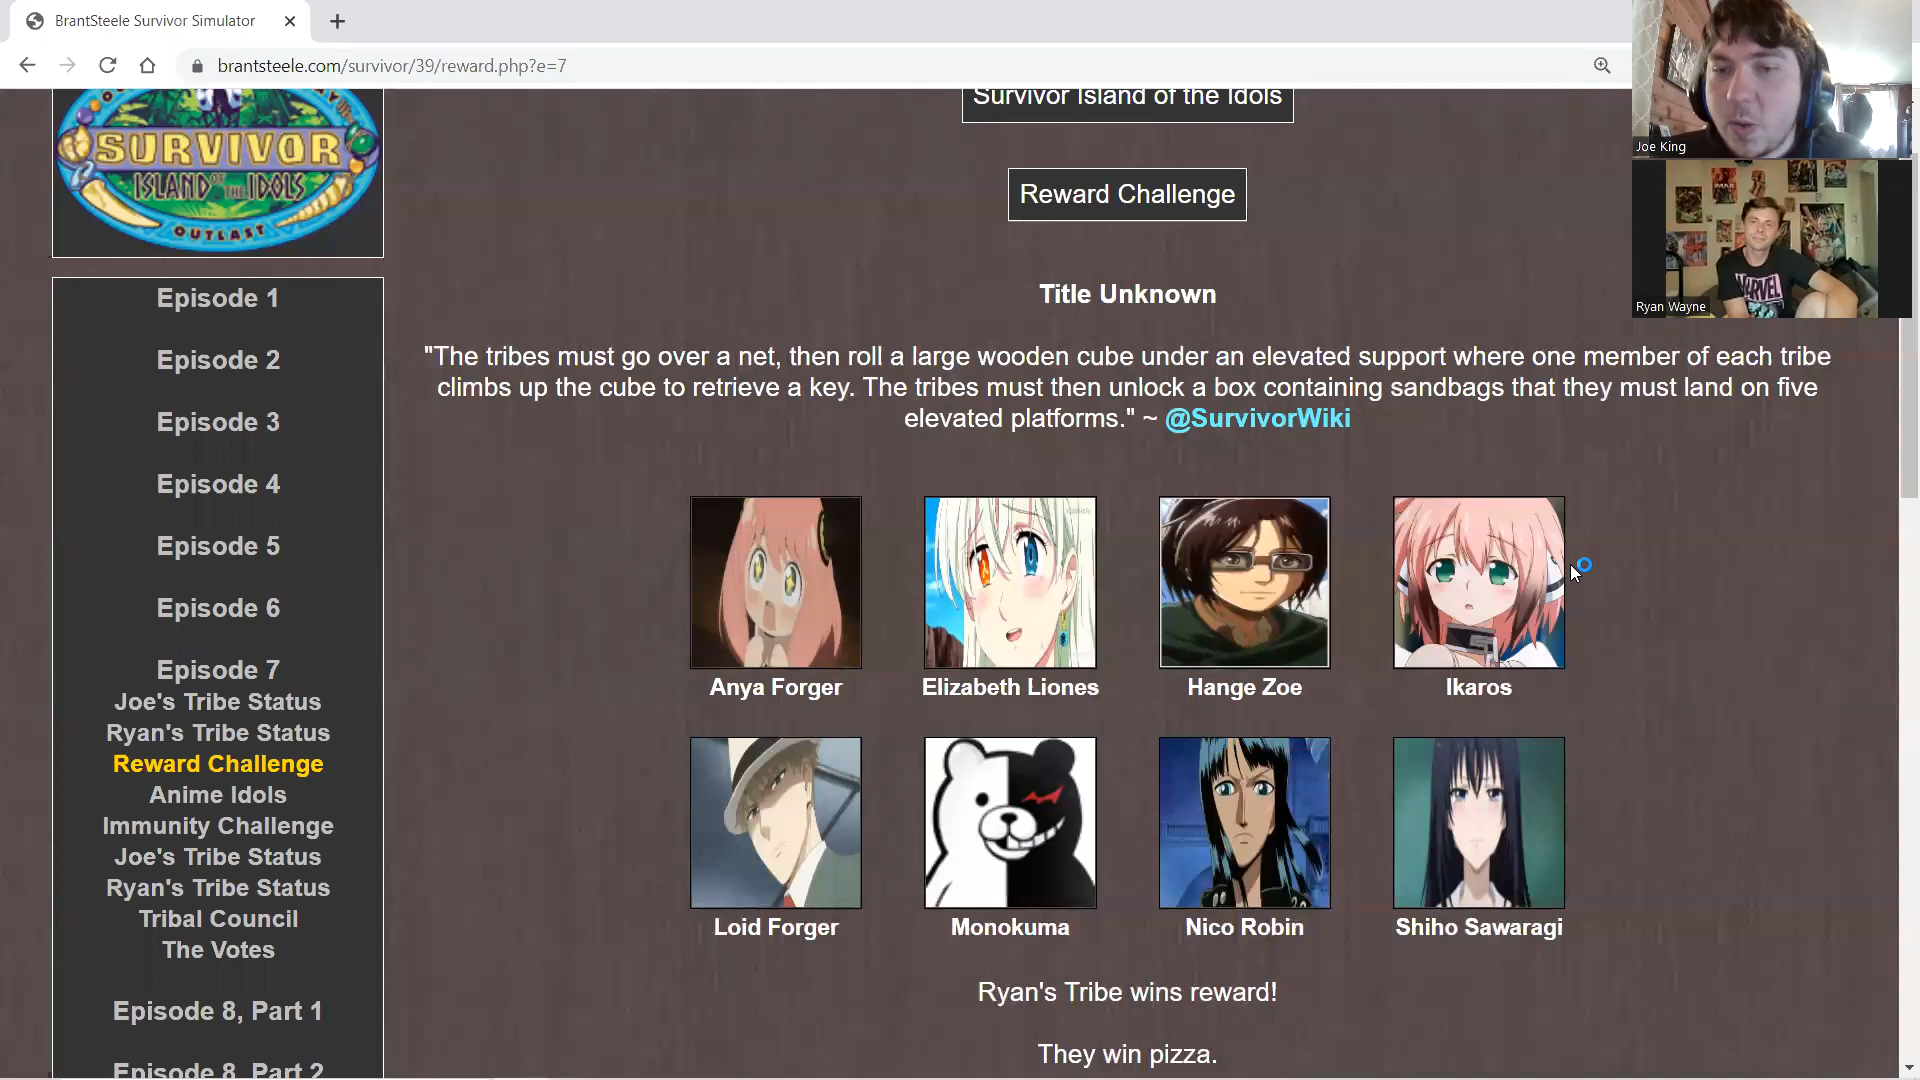 BrantSteele Survivor Simulator
brantsteele.com/survivor/39/reward.php?e=7
Joe King
MARVEL
Ryan Wayne
SURVIVOR
ISLAND OF THE IDOLS
OUTLAST
Episode 1
Episode 2
Episode 3
Episode 4
Episode 5
Episode 6
Episode 7
Joe's Tribe Status
Ryan's Tribe Status
Reward Challenge
Anime Idols
Immunity Challenge
Joe's Tribe Status
Ryan's Tribe Status
Tribal Council
The Votes
Episode 8, Part 1
Episode 8, Part 2
Survivor Island of the Idols
Reward Challenge
Title Unknown
"The tribes must go over a net, then roll a large wooden cube under an elevated support where one member of each tribe
climbs up the cube to retrieve a key. The tribes must then unlock a box containing sandbags that they must land on five
elevated platforms." ~ @SurvivorWiki
Anya Forger
Elizabeth Liones
Hange Zoe
Ikaros
Loid Forger
Monokuma
Nico Robin
Shiho Sawaragi
Ryan's Tribe wins reward!
They win pizza.